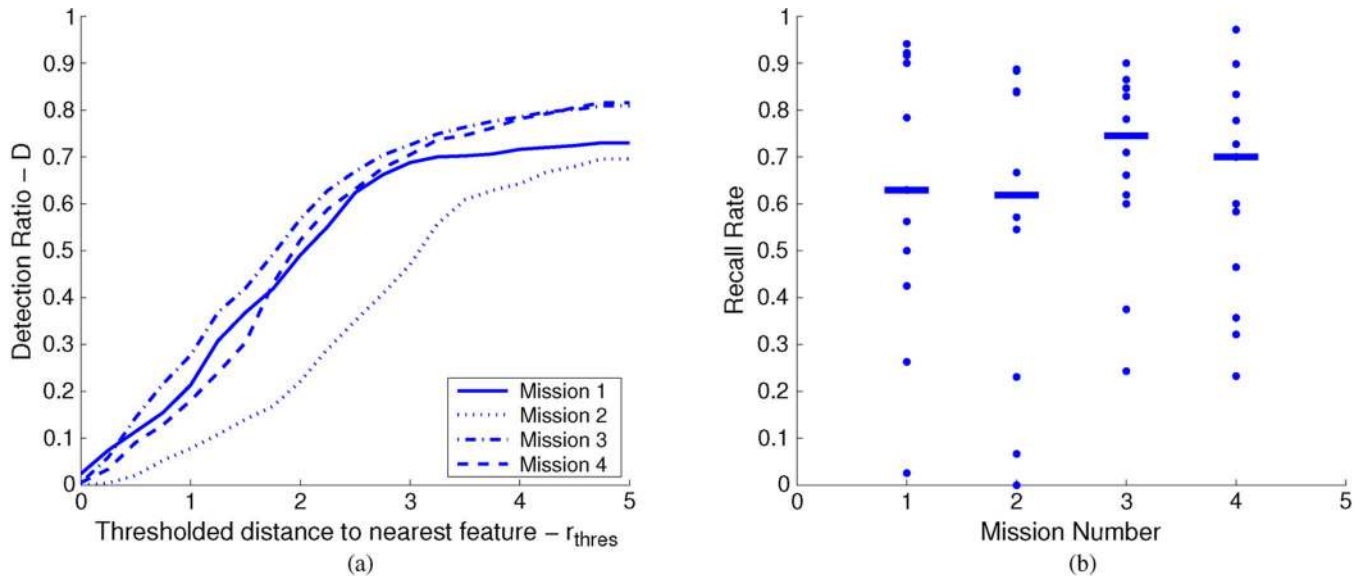 1
0.9
0.8
0.7
0.6
0.5
0.4
0.3
0.2
0.1
0
Detection Ratio – D
0 1 2 3 4 5
Thresholded distance to nearest feature – r_thres
Mission 1
Mission 2
Mission 3
Mission 4
(a)
1
0.9
0.8
0.7
0.6
0.5
0.4
0.3
0.2
0.1
0
Recall Rate
0 1 2 3 4 5
Mission Number
(b)